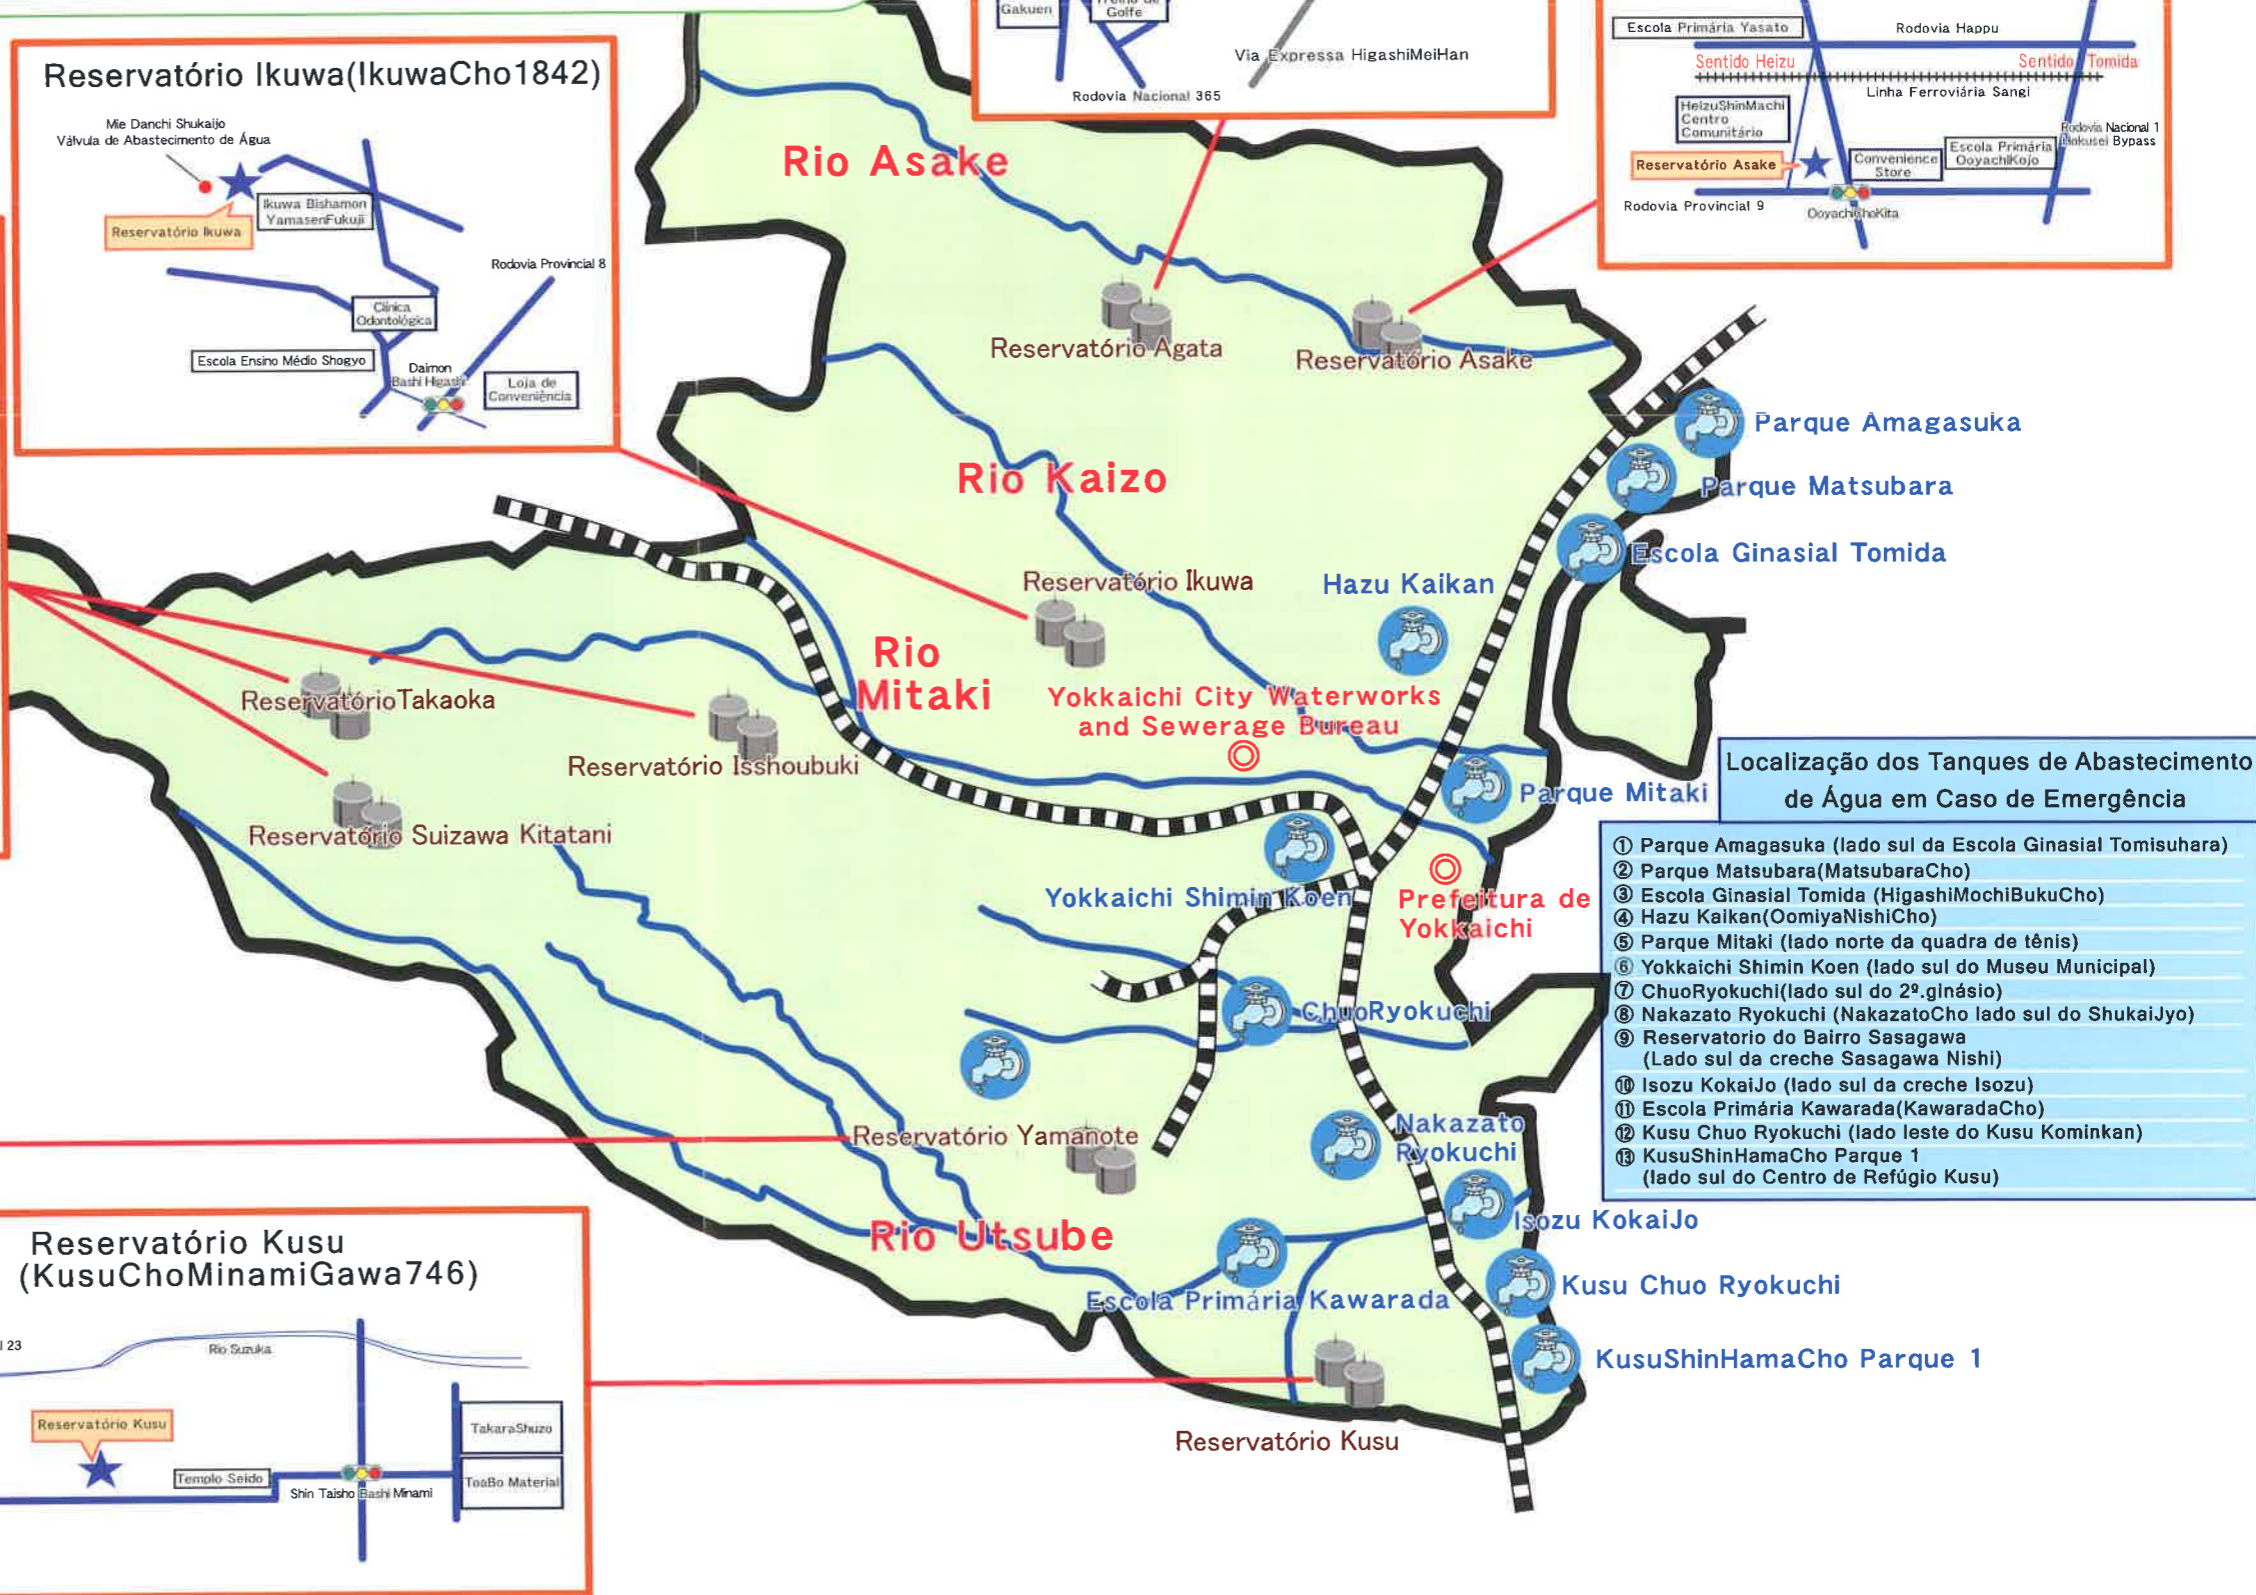 Gakuen
Golfe
Via Expressa HigashiMeiHan
Rodovia Nacional 365
Escola Primária Yasato
Rodovia Happu
Sentido Heizu
Sentido Tomida
Linha Ferroviária Sangi
HeizuShinMachi
Centro
Comunitário
Rodovia Nacional 1
Hokusei Bypass
Escola Primária
OoyachiKojo
Convenience
Store
Reservatório Asake
Rodovia Provincial 9
OoyachiChoKita
Reservatório Ikuwa(IkuwaCho1842)
Mie Danchi Shukaijo
Válvula de Abastecimento de Água
Ikuwa Bishamon
YamasenFukuji
Reservatório Ikuwa
Rodovia Provincial 8
Clínica
Odontológica
Escola Ensino Médio Shogyo
Daimon
Bashi Higashi
Loja de
Conveniência
Rio Asake
Reservatório Agata
Reservatório Asake
Parque Amagasuka
Rio Kaizo
Parque Matsubara
Escola Ginasial Tomida
Reservatório Ikuwa
Hazu Kaikan
Rio
Mitaki
Yokkaichi City Waterworks
and Sewerage Bureau
ReservatórioTakaoka
Reservatório Isshoubuki
Parque Mitaki
Reservatório Suizawa Kitatani
Yokkaichi Shimin Koen
Prefeitura de
Yokkaichi
ChuoRyokuchi
Reservatório Yamanote
Nakazato
Ryokuchi
Rio Utsube
Isozu KokaiJo
Escola Primária Kawarada
Kusu Chuo Ryokuchi
KusuShinHamaCho Parque 1
Reservatório Kusu
Localização dos Tanques de Abastecimento
de Água em Caso de Emergência
① Parque Amagasuka (lado sul da Escola Ginasial Tomisuhara)
② Parque Matsubara(MatsubaraCho)
③ Escola Ginasial Tomida (HigashiMochiBukuCho)
④ Hazu Kaikan(OomiyaNishiCho)
⑤ Parque Mitaki (lado norte da quadra de tênis)
⑥ Yokkaichi Shimin Koen (lado sul do Museu Municipal)
⑦ ChuoRyokuchi(lado sul do 2º.ginásio)
⑧ Nakazato Ryokuchi (NakazatoCho lado sul do ShukaiJyo)
⑨ Reservatorio do Bairro Sasagawa
(Lado sul da creche Sasagawa Nishi)
⑩ Isozu KokaiJo (lado sul da creche Isozu)
⑪ Escola Primária Kawarada(KawaradaCho)
⑫ Kusu Chuo Ryokuchi (lado leste do Kusu Kominkan)
⑬ KusuShinHamaCho Parque 1
(lado sul do Centro de Refúgio Kusu)
Reservatório Kusu
(KusuChoMinamiGawa746)
23
Rio Suzuka
Reservatório Kusu
TakaraShuzo
Templo Seido
Shin Taisho Bashi Minami
ToaBo Material